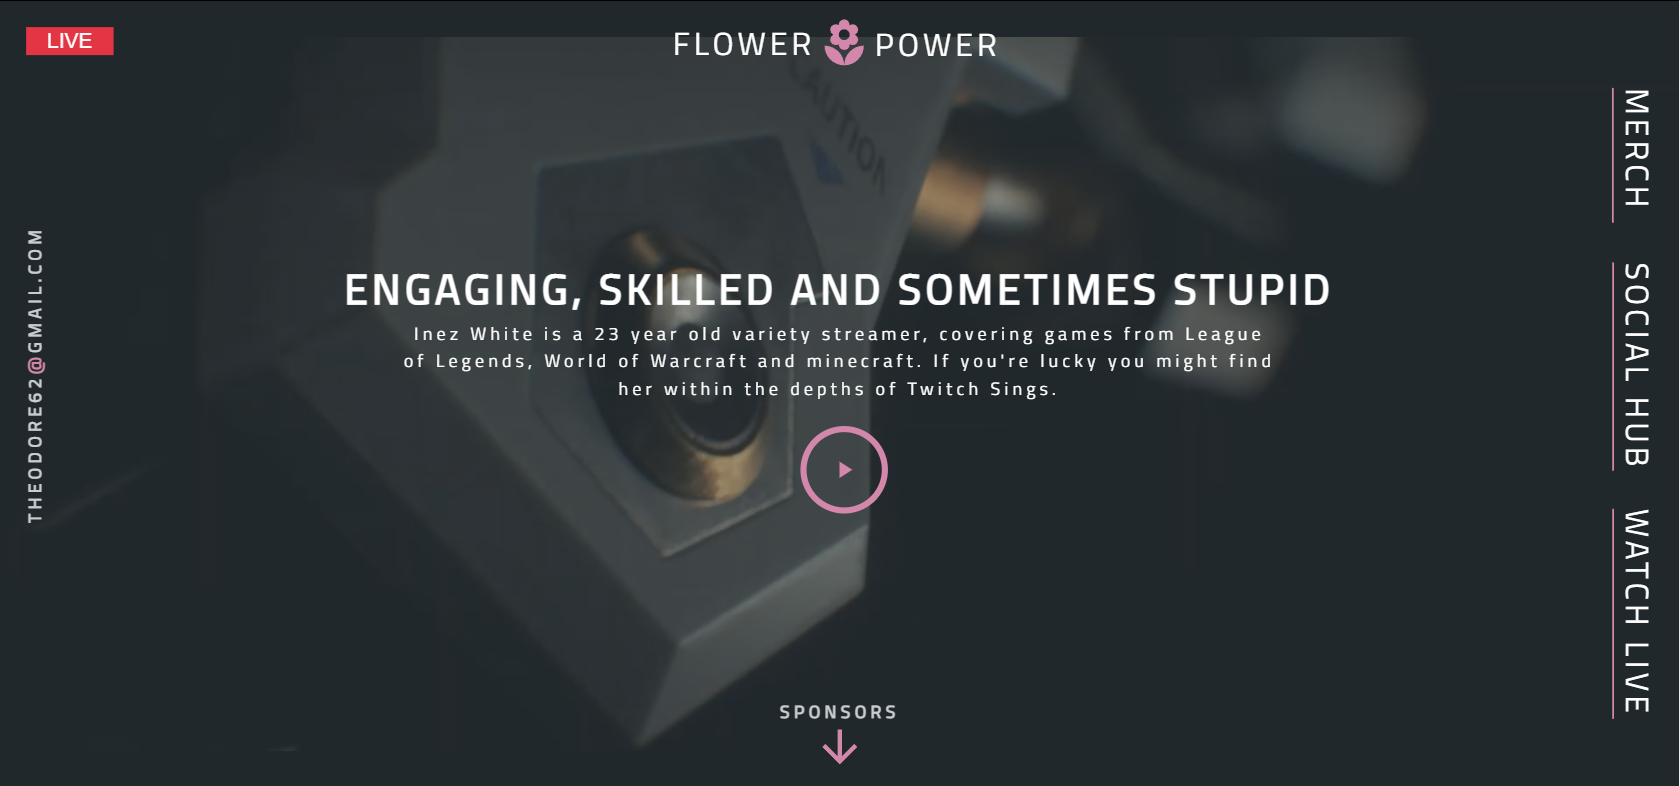 LIVE
FLOWER POWER
CAUTION
MERCH
SOCIAL HUB
WATCH LIVE
THEODORE62@GMAIL.COM
ENGAGING, SKILLED AND SOMETIMES STUPID
Inez White is a 23 year old variety streamer, covering games from League
of Legends, World of Warcraft and minecraft. If you're lucky you might find
her within the depths of Twitch Sings.
SPONSORS